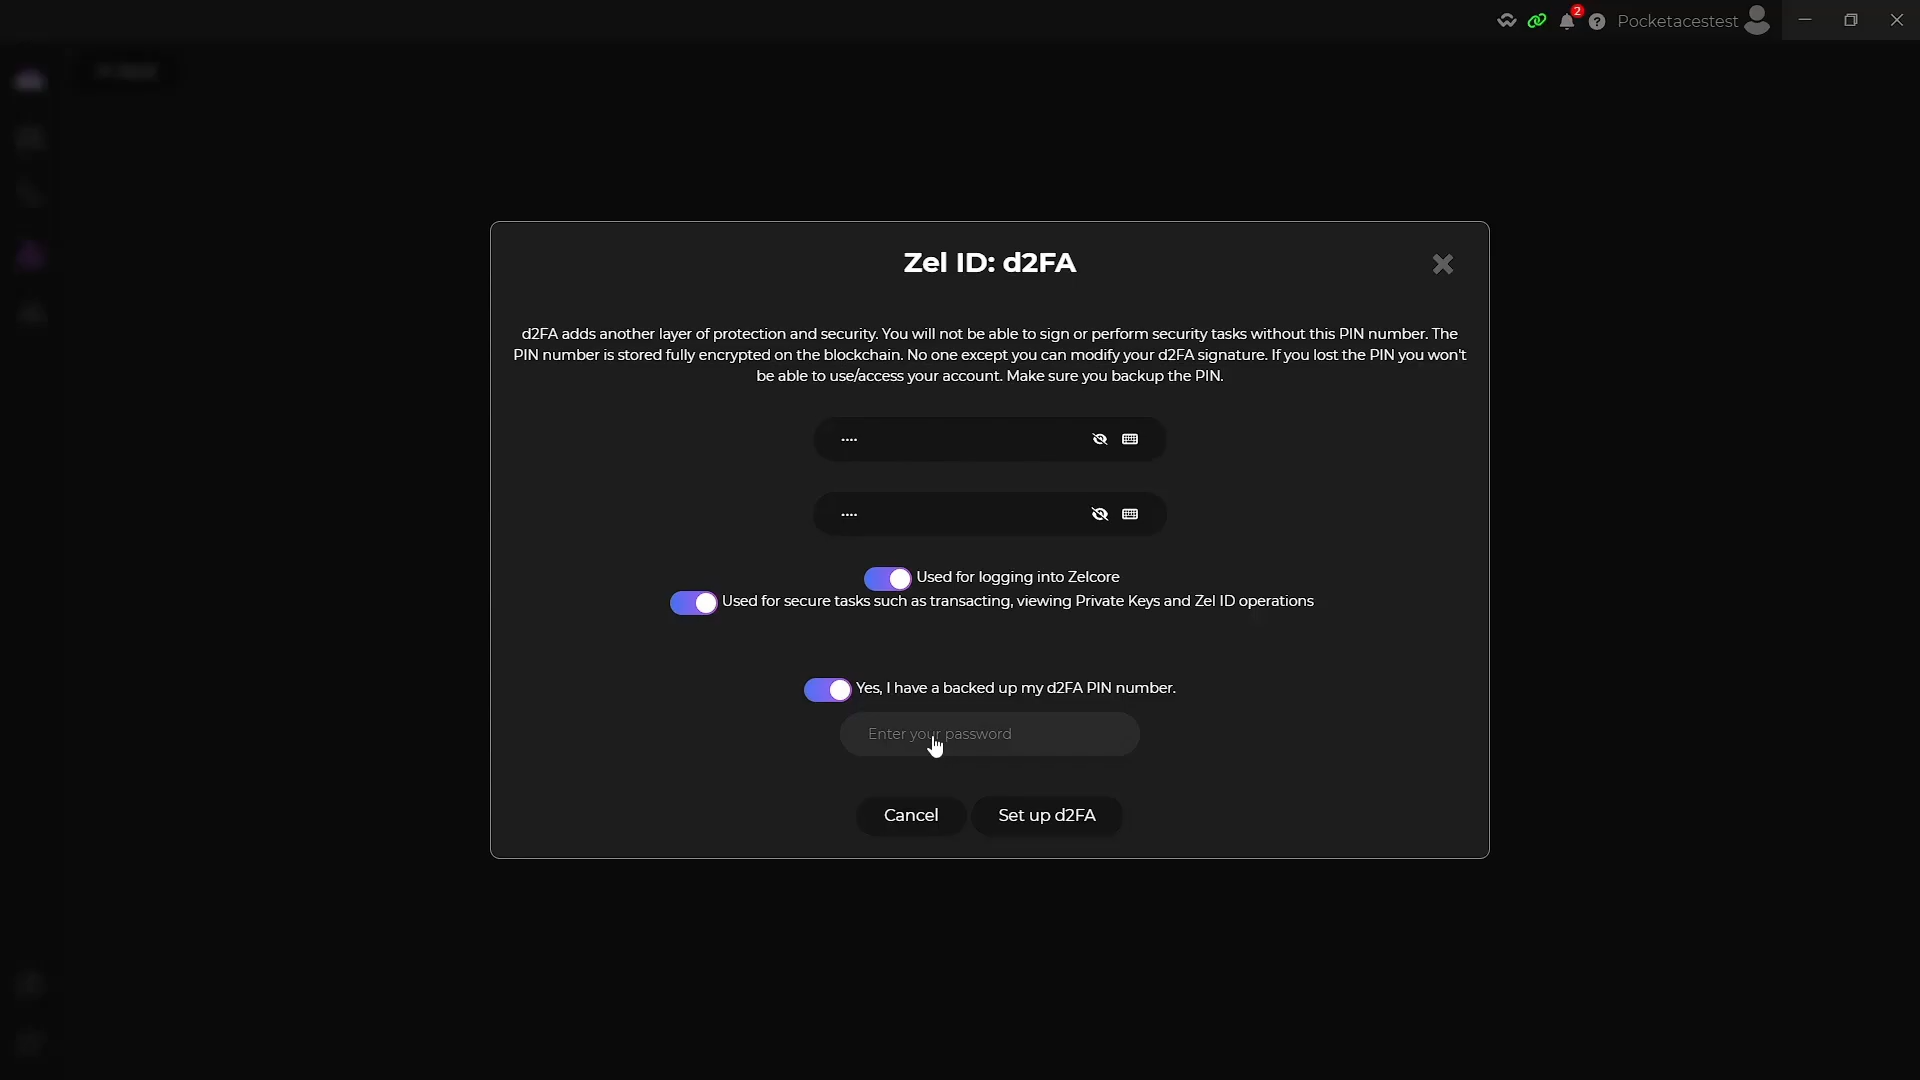 2
Pocketacestest
Zel ID: d2FA
d2FA adds another layer of protection and security. You will not be able to sign or perform security tasks without this PIN number. The
PIN number is stored fully encrypted on the blockchain. No one except you can modify your d2FA signature. If you lost the PIN you won't
be able to use/access your account. Make sure you backup the PIN.
Used for logging into Zelcore
Used for secure tasks such as transacting, viewing Private Keys and Zel ID operations
Yes, I have a backed up my d2FA PIN number.
Enter your password
Cancel
Set up d2FA